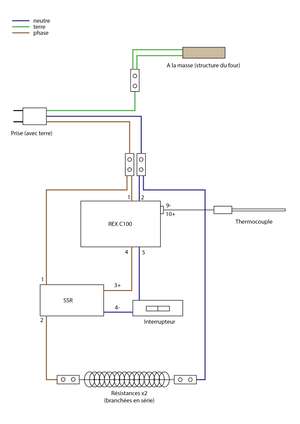 neutre
terre
phase
A la masse (structure du four)
Prise (avec terre)
1
2
REX C100
9-
10+
Thermocouple
4
5
1
3+
SSR
4-
2
Interrupteur
Résistances x2
(branchées en série)